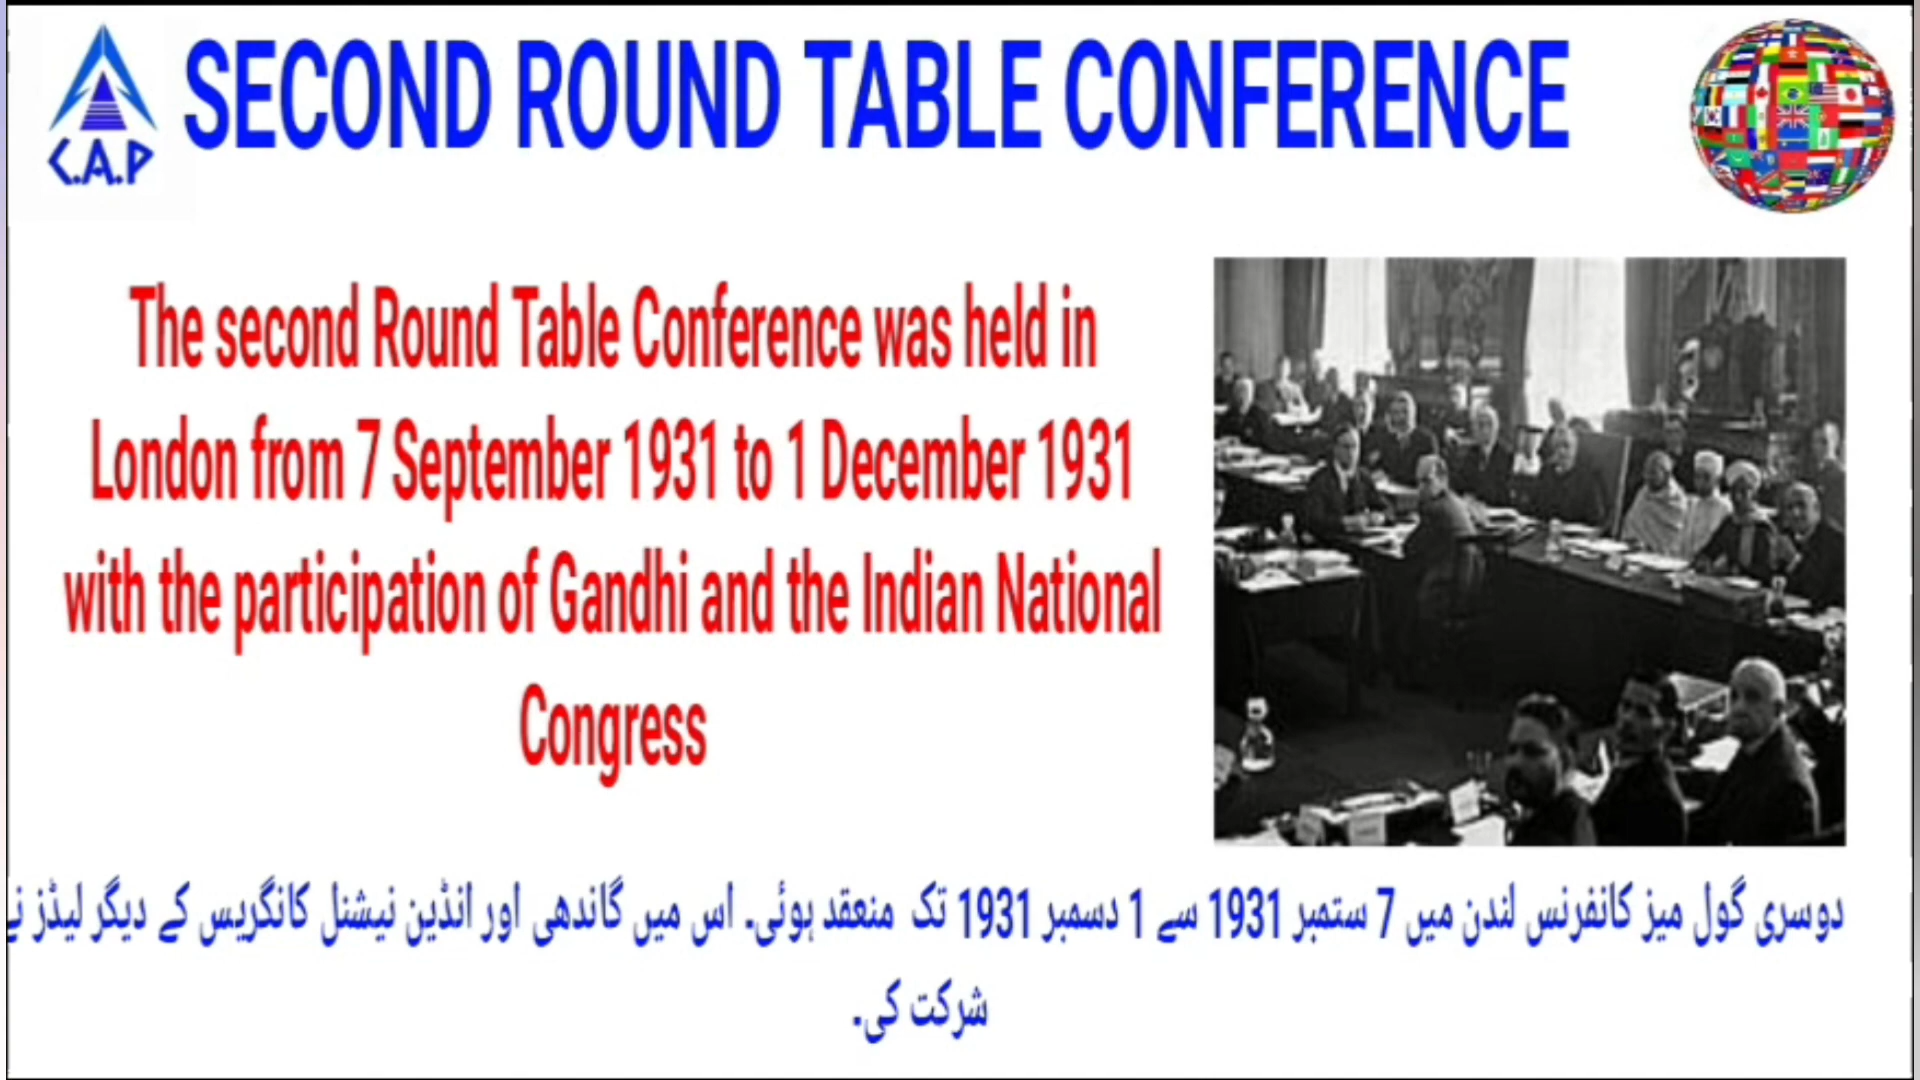 C.A.P
SECOND ROUND TABLE CONFERENCE
The second Round Table Conference was held in
London from 7 September 1931 to 1 December 1931
with the participation of Gandhi and the Indian National
Congress
دوسری گول میز کانفرنس لندن میں 7 ستمبر 1931 سے 1 دسمبر 1931 تک منعقد ہوئی۔ اس میں گاندھی اور انڈین نیشنل کانگریس کے دیگر لیڈز نے
شرکت کی۔